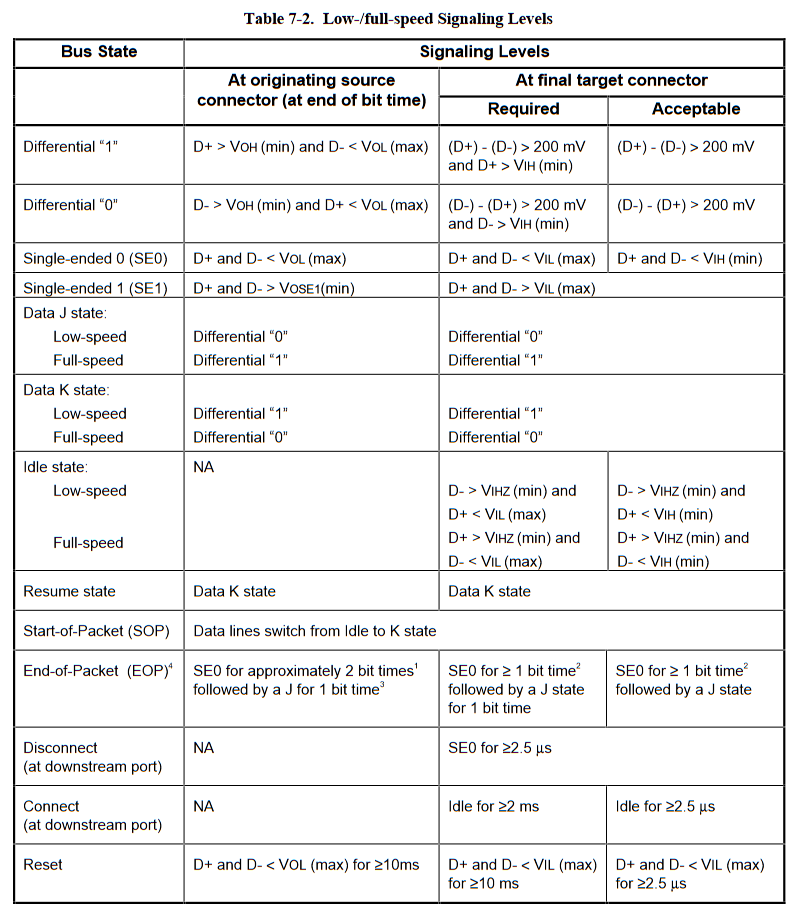 Table 7-2. Low-/full-speed Signaling Levels
Bus State
Signaling Levels
At originating source
connector (at end of bit time)
At final target connector
Required
Acceptable
Differential “1”
D+ > VOH (min) and D- < VOL (max)
(D+) - (D-) > 200 mV
and D+ > VIH (min)
(D+) - (D-) > 200 mV
Differential “0”
D- > VOH (min) and D+ < VOL (max)
(D-) - (D+) > 200 mV
and D- > VIH (min)
(D-) - (D+) > 200 mV
Single-ended 0 (SE0)
D+ and D- < VOL (max)
D+ and D- < VIL (max)
D+ and D- < VIH (min)
Single-ended 1 (SE1)
D+ and D- > VOSE1(min)
D+ and D- > VIL (max)
Data J state:
Low-speed
Differential “0”
Differential “0”
Full-speed
Differential “1”
Differential “1”
Data K state:
Low-speed
Differential “1”
Differential “1”
Full-speed
Differential “0”
Differential “0”
Idle state:
NA
Low-speed
D- > VIHZ (min) and
D+ < VIL (max)
D- > VIHZ (min) and
D+ < VIH (min)
Full-speed
D+ > VIHZ (min) and
D- < VIL (max)
D+ > VIHZ (min) and
D- < VIH (min)
Resume state
Data K state
Data K state
Start-of-Packet (SOP)
Data lines switch from Idle to K state
End-of-Packet (EOP)⁴
SE0 for approximately 2 bit times¹
followed by a J for 1 bit time³
SE0 for ≥ 1 bit time²
followed by a J state
for 1 bit time
SE0 for ≥ 1 bit time²
followed by a J state
Disconnect
(at downstream port)
NA
SE0 for ≥2.5 µs
Connect
(at downstream port)
NA
Idle for ≥2 ms
Idle for ≥2.5 µs
Reset
D+ and D- < VOL (max) for ≥10ms
D+ and D- < VIL (max)
for ≥10 ms
D+ and D- < VIL (max)
for ≥2.5 µs